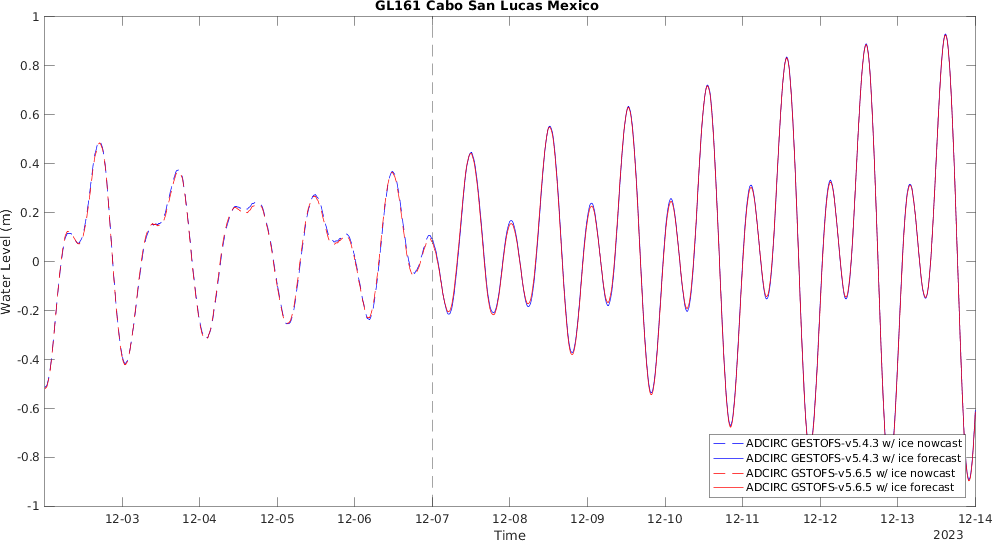 GL161 Cabo San Lucas Mexico
Water Level (m)
1
0.8
0.6
0.4
0.2
0
-0.2
-0.4
-0.6
-0.8
-1
ADCIRC GESTOFS-v5.4.3 w/ ice nowcast
ADCIRC GESTOFS-v5.4.3 w/ ice forecast
ADCIRC GSTOFS-v5.6.5 w/ ice nowcast
ADCIRC GSTOFS-v5.6.5 w/ ice forecast
12-03 12-04 12-05 12-06 12-07 12-08 12-09 12-10 12-11 12-12 12-13 12-14
Time
2023